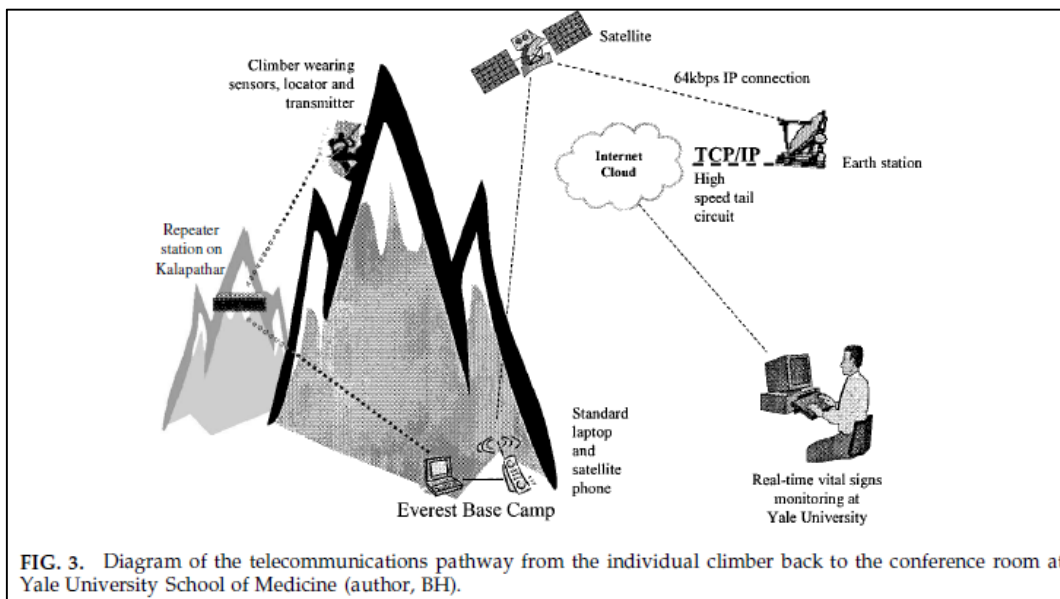 Satellite
Climber wearing
sensors, locator and
transmitter
64kbps IP connection
Internet
Cloud
TCP/IP
High
speed tail
circuit
Earth station
Repeater
station on
Kalapathar
Standard
laptop
and
satellite
phone
Everest Base Camp
Real-time vital signs
monitoring at
Yale University
FIG. 3. Diagram of the telecommunications pathway from the individual climber back to the conference room at
Yale University School of Medicine (author, BH).